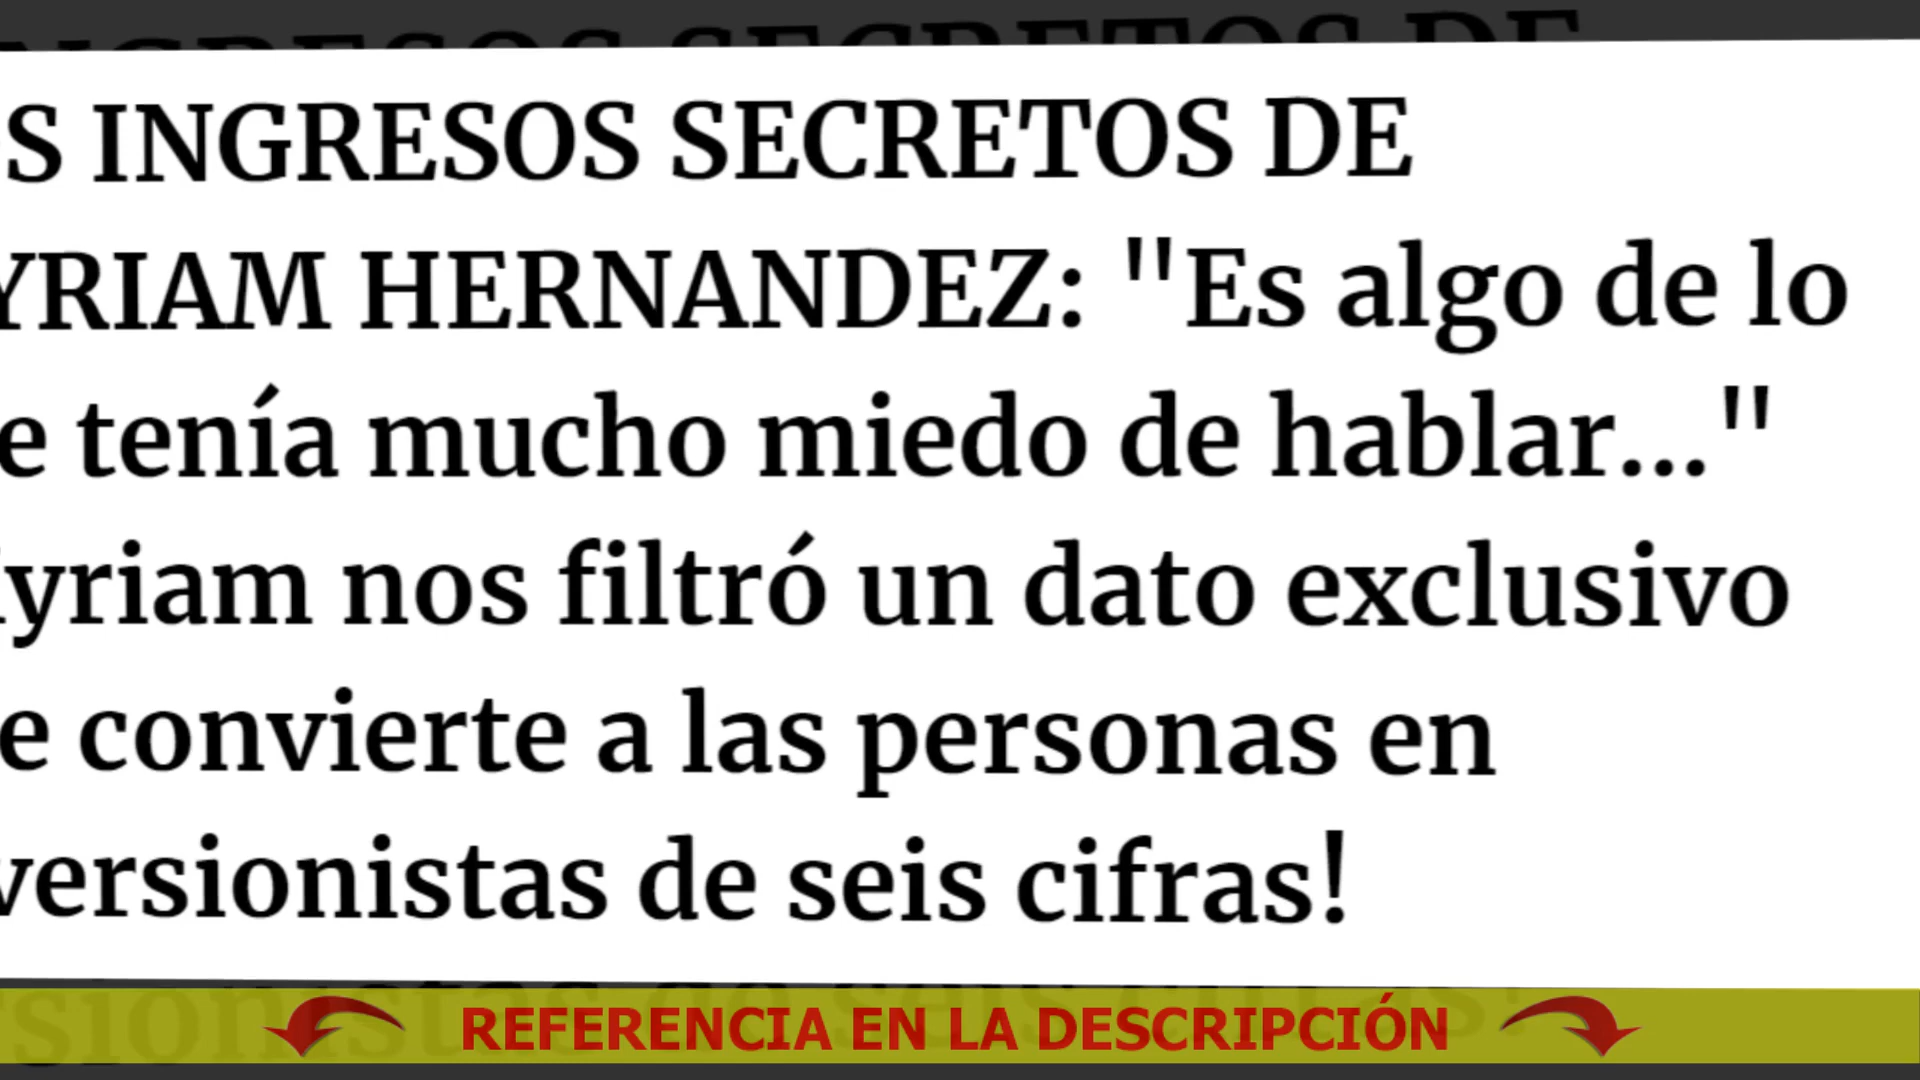 S INGRESOS SECRETOS DE
YRIAM HERNANDEZ: "Es algo de lo
e tenía mucho miedo de hablar..."
yriam nos filtró un dato exclusivo
e convierte a las personas en
versionistas de seis cifras!
REFERENCIA EN LA DESCRIPCIÓN